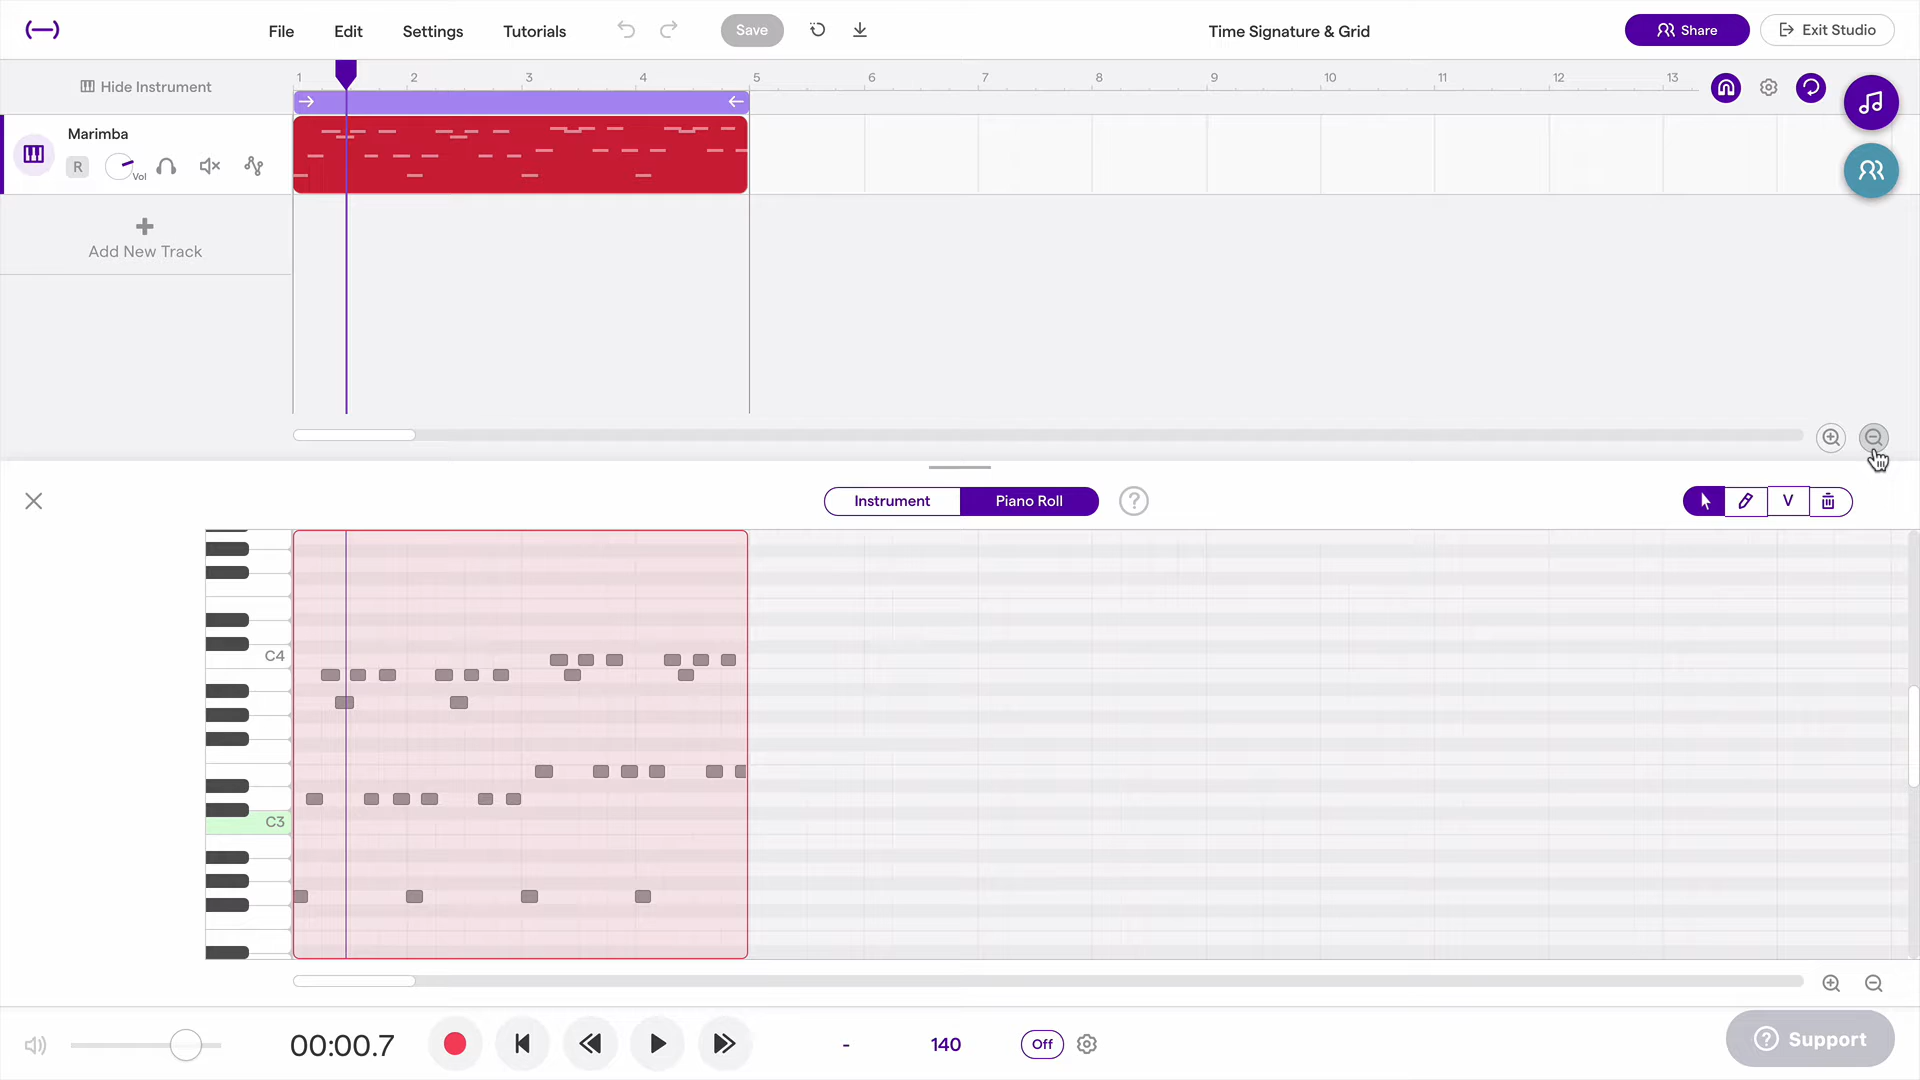 File Edit Settings Tutorials Save Time Signature & Grid Share Exit Studio
Hide Instrument 1 2 3 4 5 6 7 8 9 10 11 12 13
Marimba
R Vol
Add New Track
Instrument Piano Roll ? V
C4
C3
00:00.7 - 140 Off ? Support